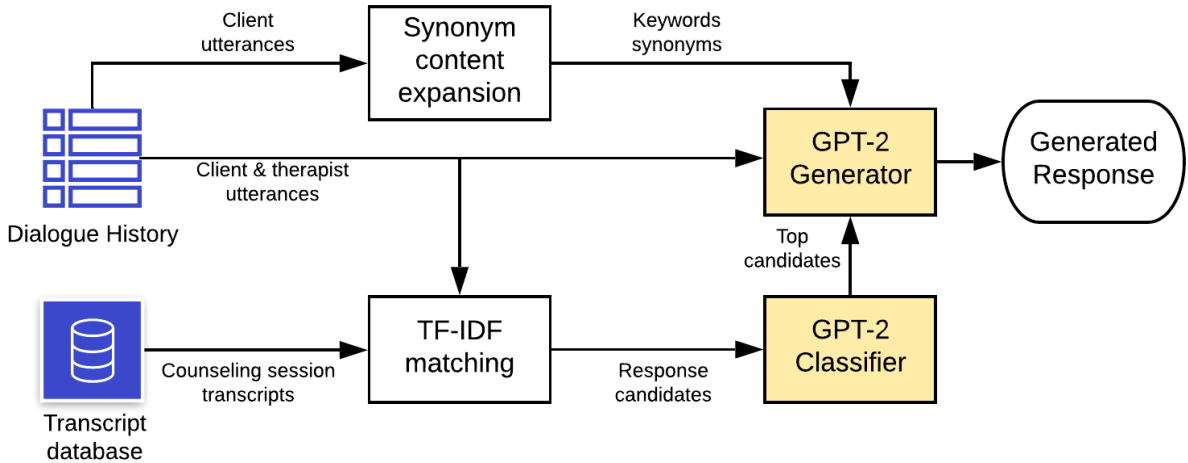 Client
utterances
Synonym
content
expansion
Keywords
synonyms
Client & therapist
utterances
GPT-2
Generator
Generated
Response
Dialogue History
Top
candidates
TF-IDF
matching
GPT-2
Classifier
Counseling session
transcripts
Response
candidates
Transcript
database